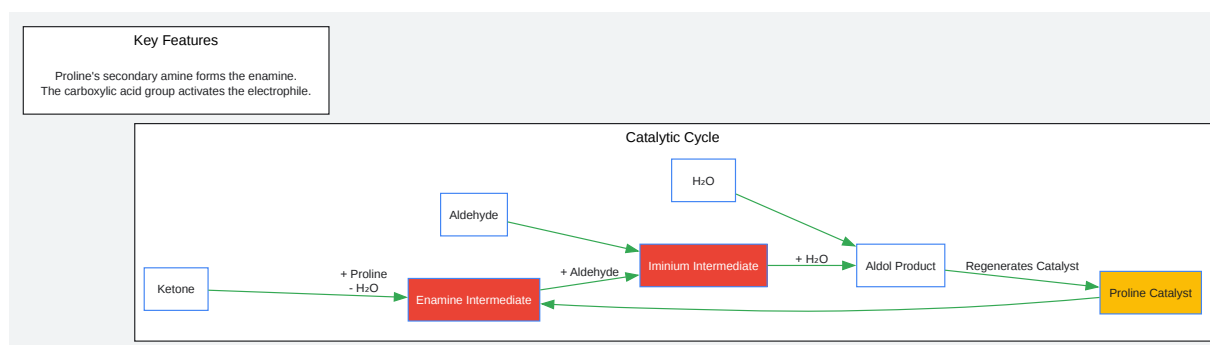 Key Features
Proline's secondary amine forms the enamine.
The carboxylic acid group activates the electrophile.
Catalytic Cycle
H₂O
Aldehyde
Iminium Intermediate
+ H₂O
Aldol Product
Regenerates Catalyst
Proline Catalyst
+ Aldehyde
+ Proline
- H₂O
Ketone
Enamine Intermediate